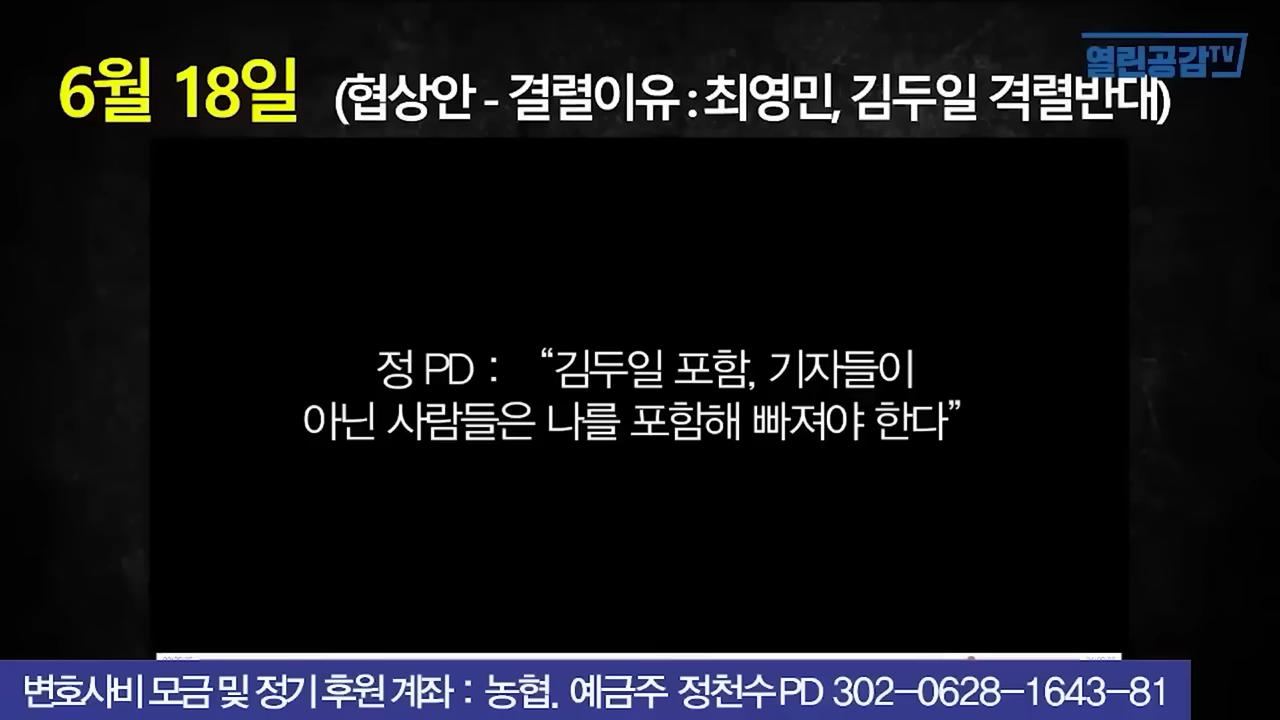 열린공감TV
6월 18일 (협상안 - 결렬이유 : 최영민, 김두일 격렬반대)
정 PD : “김두일 포함, 기자들이
아닌 사람들은 나를 포함해 빠져야 한다”
변호사비 모금 및 정기 후원 계좌 : 농협. 예금주 정천수PD 302-0628-1643-81